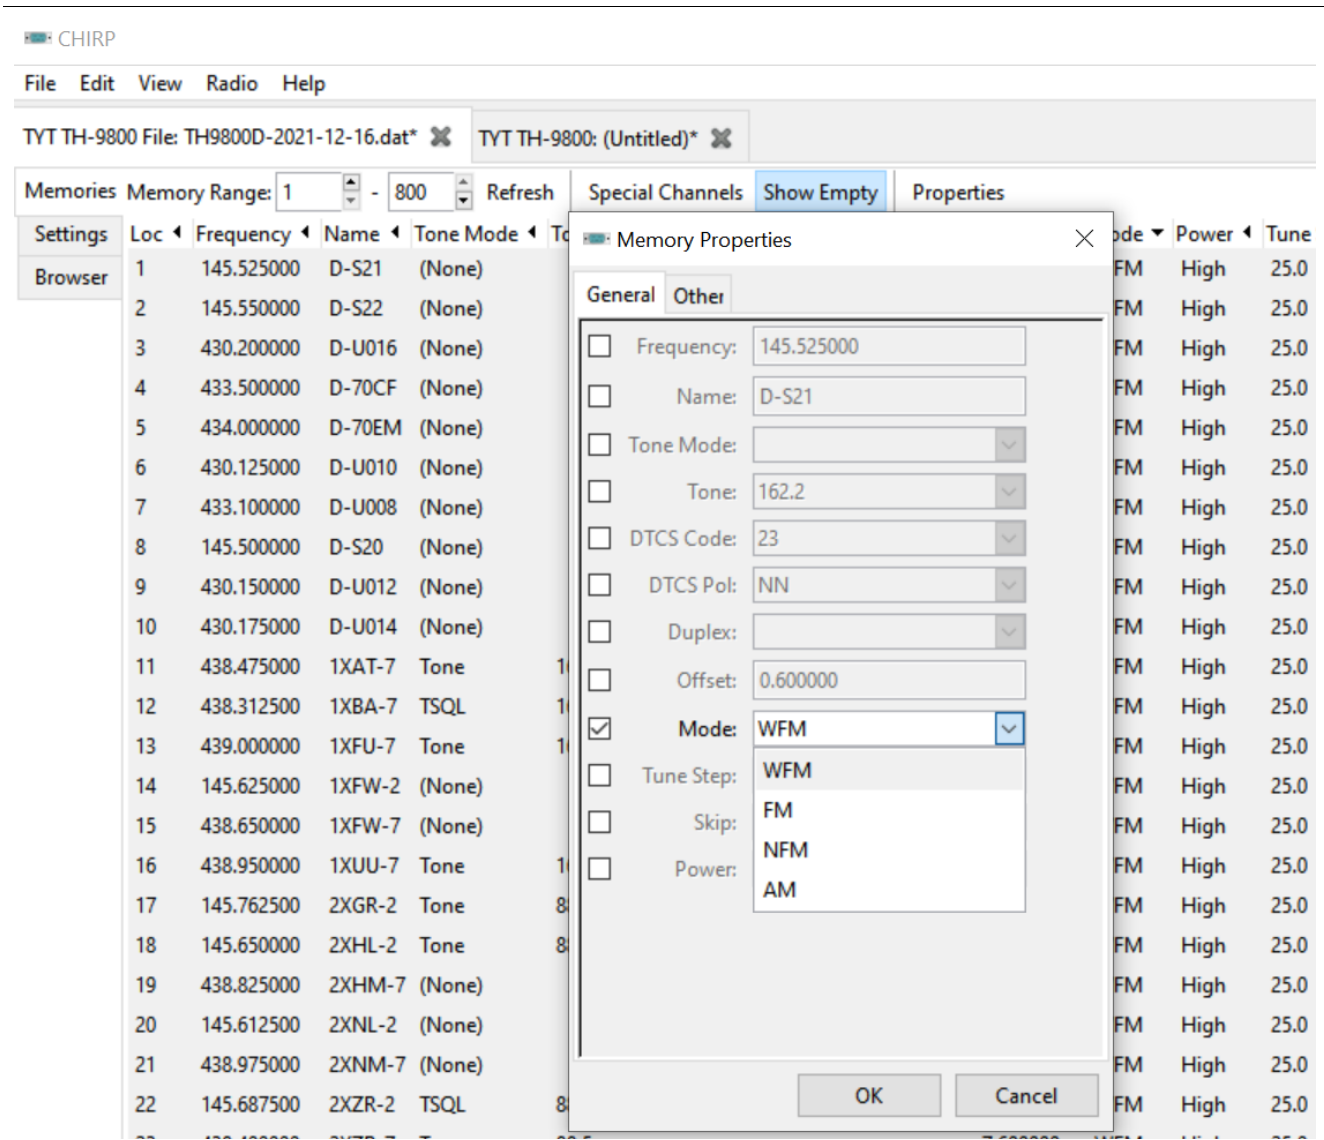 CHIRP
File Edit View Radio Help
TYT TH-9800 File: TH9800D-2021-12-16.dat* TYT TH-9800: (Untitled)*
Memories Memory Range: 1 - 800 Refresh Special Channels Show Empty Properties
Settings
Browser
Loc Frequency Name Tone Mode Power Tune
1 145.525000 D-S21 (None) FM High 25.0
2 145.550000 D-S22 (None) FM High 25.0
3 430.200000 D-U016 (None) FM High 25.0
4 433.500000 D-70CF (None) FM High 25.0
5 434.000000 D-70EM (None) FM High 25.0
6 430.125000 D-U010 (None) FM High 25.0
7 433.100000 D-U008 (None) FM High 25.0
8 145.500000 D-S20 (None) FM High 25.0
9 430.150000 D-U012 (None) FM High 25.0
10 430.175000 D-U014 (None) FM High 25.0
11 438.475000 1XAT-7 Tone FM High 25.0
12 438.312500 1XBA-7 TSQL FM High 25.0
13 439.000000 1XFU-7 Tone FM High 25.0
14 145.625000 1XFW-2 (None) FM High 25.0
15 438.650000 1XFW-7 (None) FM High 25.0
16 438.950000 1XUU-7 Tone FM High 25.0
17 145.762500 2XGR-2 Tone FM High 25.0
18 145.650000 2XHL-2 Tone FM High 25.0
19 438.825000 2XHM-7 (None) FM High 25.0
20 145.612500 2XNL-2 (None) FM High 25.0
21 438.975000 2XNM-7 (None) FM High 25.0
22 145.687500 2XZR-2 TSQL FM High 25.0
Memory Properties
General Other
Frequency: 145.525000
Name: D-S21
Tone Mode:
Tone: 162.2
DTCS Code: 23
DTCS Pol: NN
Duplex:
Offset: 0.600000
Mode: WFM
Tune Step:
Skip:
Power:
WFM
FM
NFM
AM
OK Cancel